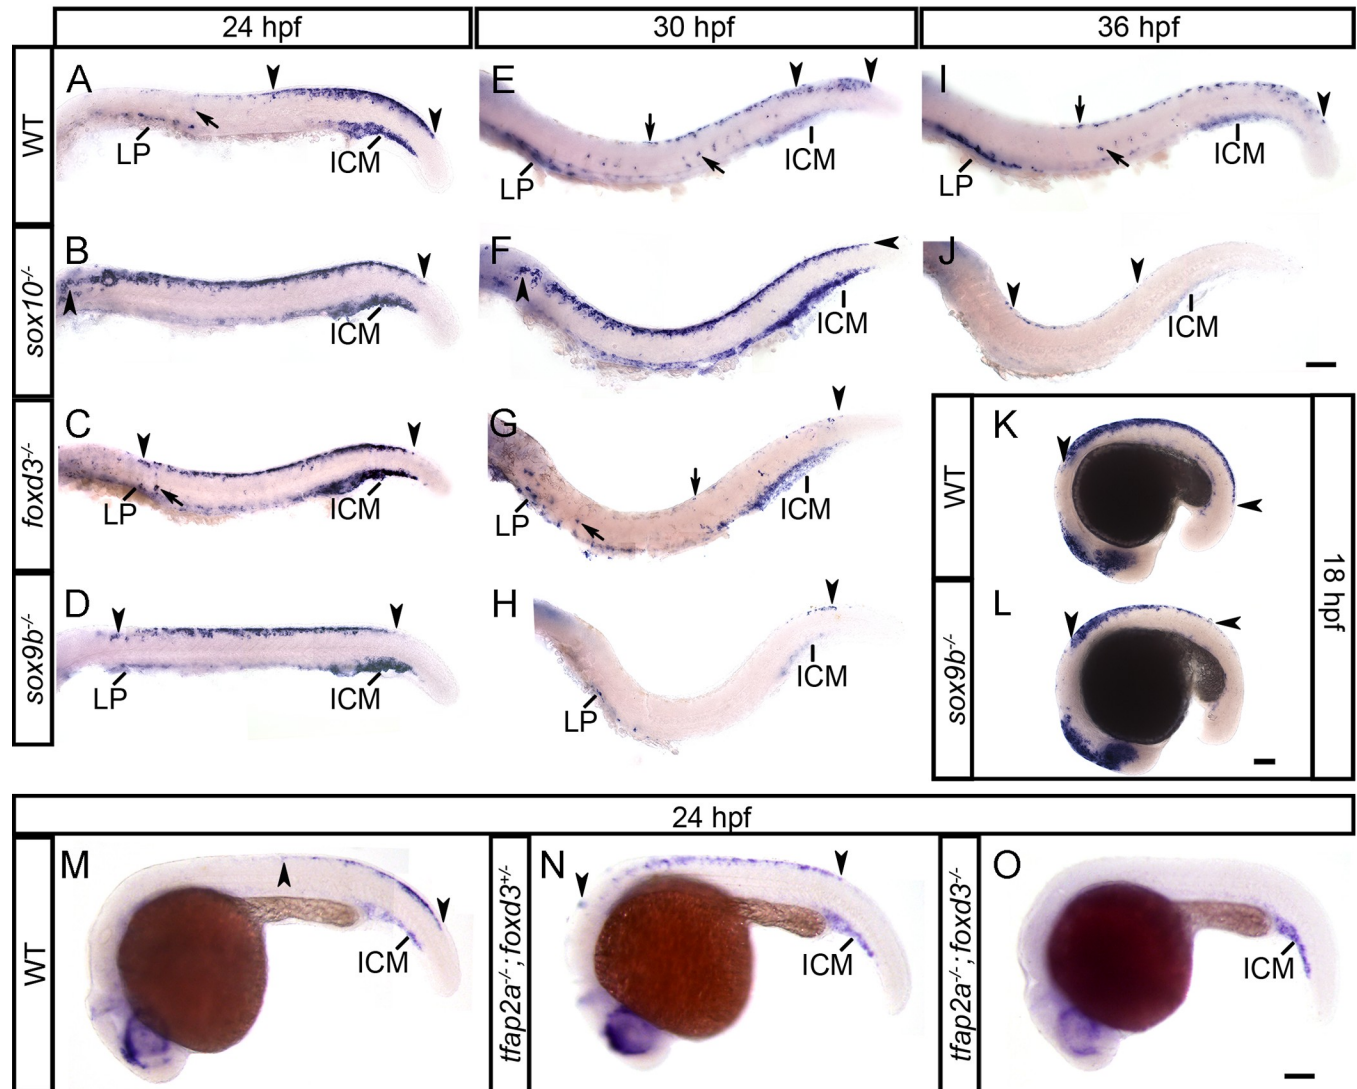 24 hpf
30 hpf
36 hpf
WT
A
LP
ICM
E
LP
ICM
I
LP
ICM
sox10-/-
B
ICM
F
ICM
J
ICM
foxd3-/-
C
LP
ICM
G
LP
ICM
sox9b-/-
D
LP
ICM
H
LP
ICM
WT
K
sox9b-/-
L
18 hpf
24 hpf
WT
M
ICM
tfap2a-/-; foxd3+/-
N
ICM
tfap2a-/-; foxd3-/-
O
ICM